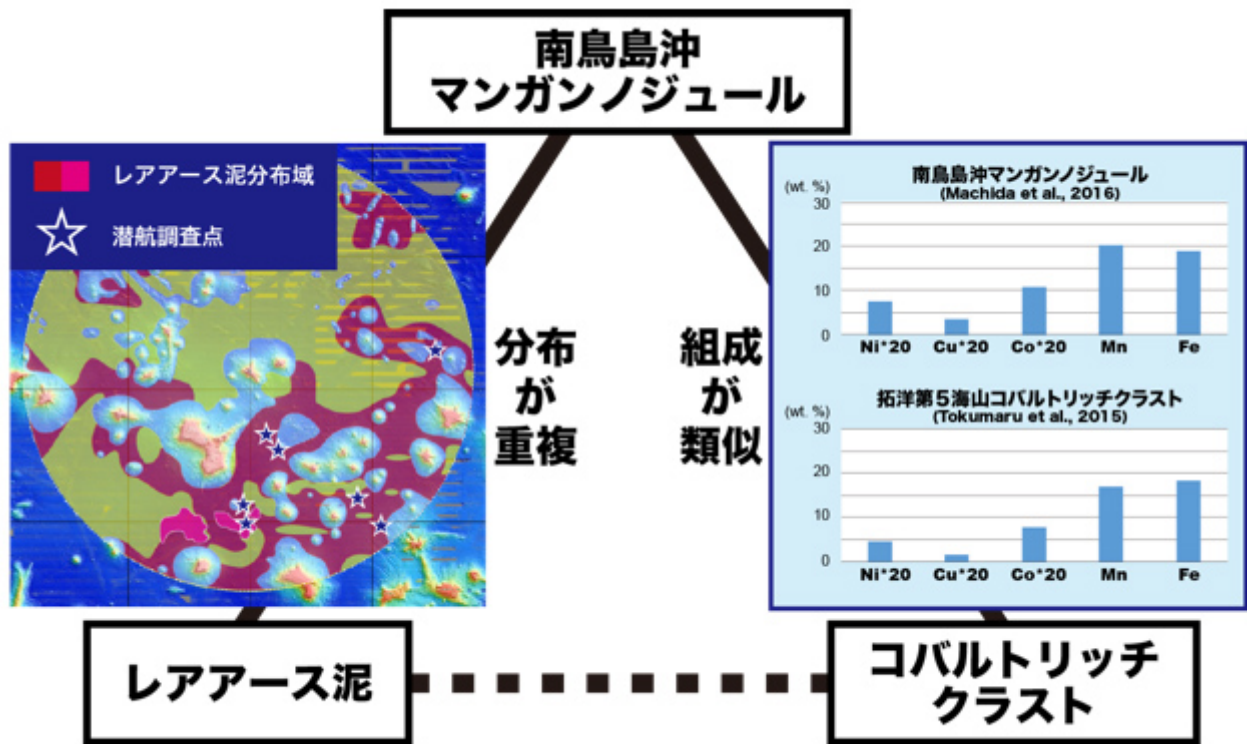 南鳥島沖
マンガンノジュール
レアアース泥分布域
潜航調査点
分布
が
重複
組成
が
類似
南鳥島沖マンガンノジュール
(Machida et al., 2016)
(wt. %)
30
20
10
0
Ni*20 Cu*20 Co*20 Mn Fe
拓洋第5海山コバルトリッチクラスト
(Tokumaru et al., 2015)
(wt. %)
30
20
10
0
Ni*20 Cu*20 Co*20 Mn Fe
レアアース泥
コバルトリッチ
クラスト